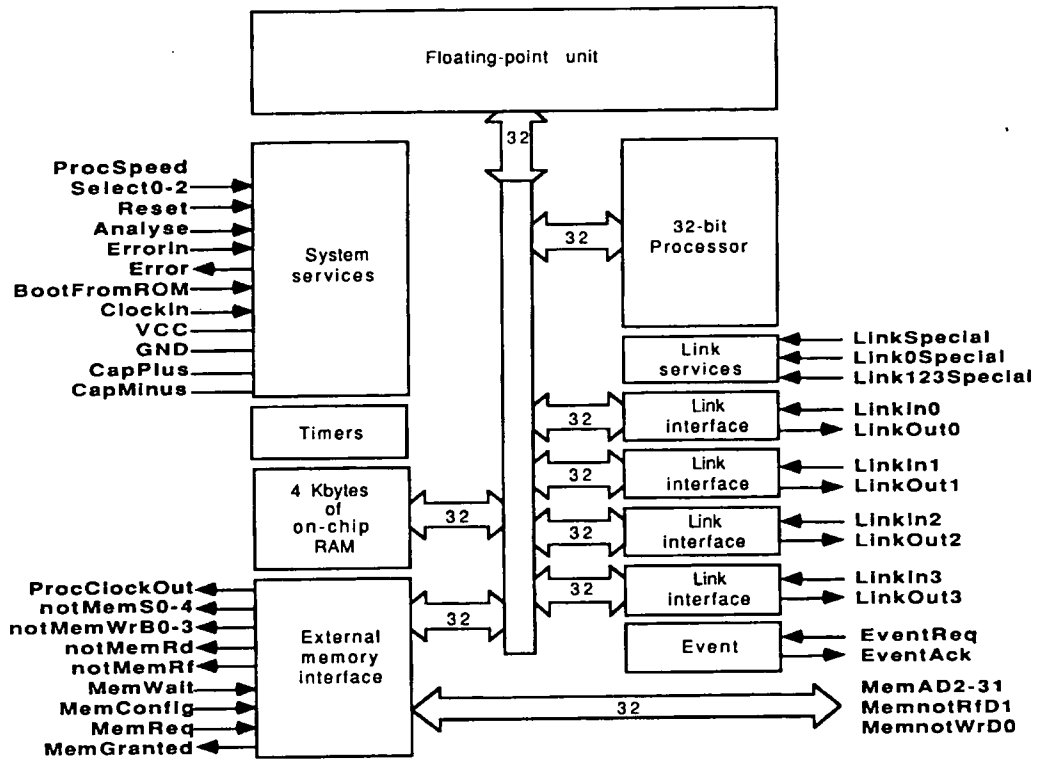 Floating-point unit
32
ProcSpeed
Select0-2
Reset
Analyse
ErrorIn
Error
BootFromROM
ClockIn
VCC
GND
CapPlus
CapMinus
System
services
32
32-bit
Processor
Link
services
LinkSpecial
Link0Special
Link123Special
Timers
32
Link
interface
LinkIn0
LinkOut0
32
Link
interface
LinkIn1
LinkOut1
4 Kbytes
of
on-chip
RAM
32
32
Link
interface
LinkIn2
LinkOut2
32
Link
interface
LinkIn3
LinkOut3
ProcClockOut
notMemS0-4
notMemWrB0-3
notMemRd
notMemRf
MemWait
MemConfig
MemReq
MemGranted
External
memory
interface
32
Event
EventReq
EventAck
32
MemAD2-31
MemnotRfD1
MemnotWrD0